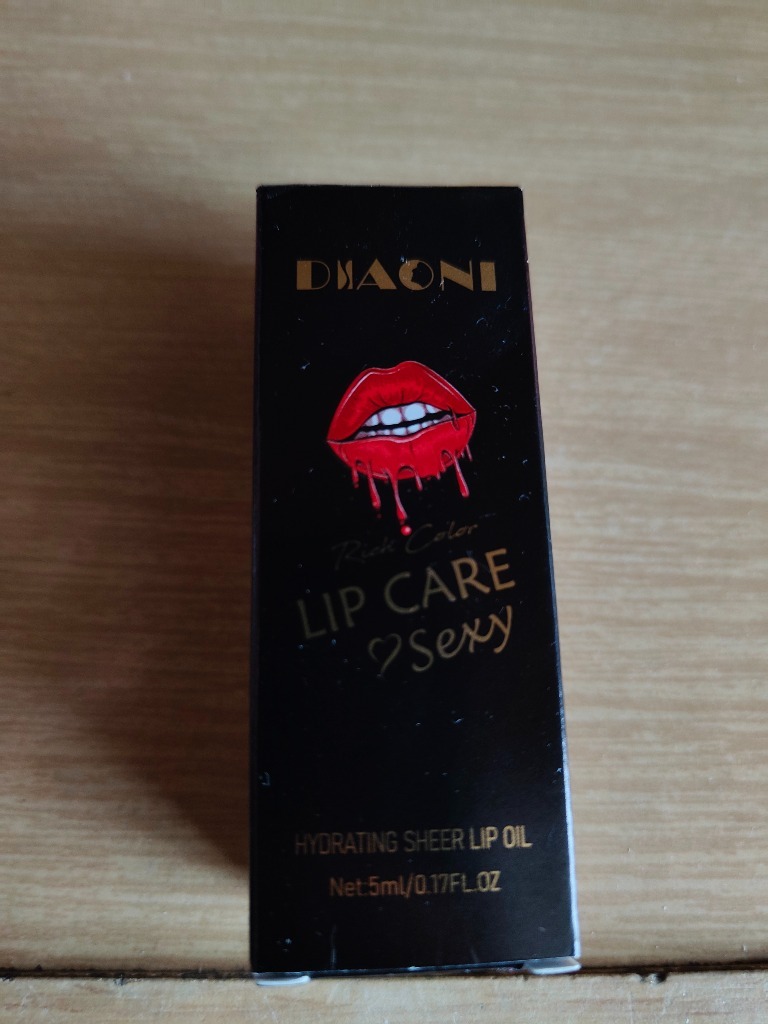 DIAONI
Rich Color
LIP CARE
Sexy
HYDRATING SHEER LIP OIL
Net:5ml/0.17FL.OZ